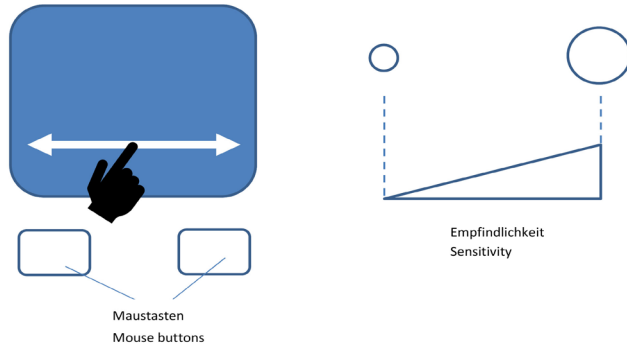 Empfindlichkeit
Sensitivity
Maustasten
Mouse buttons